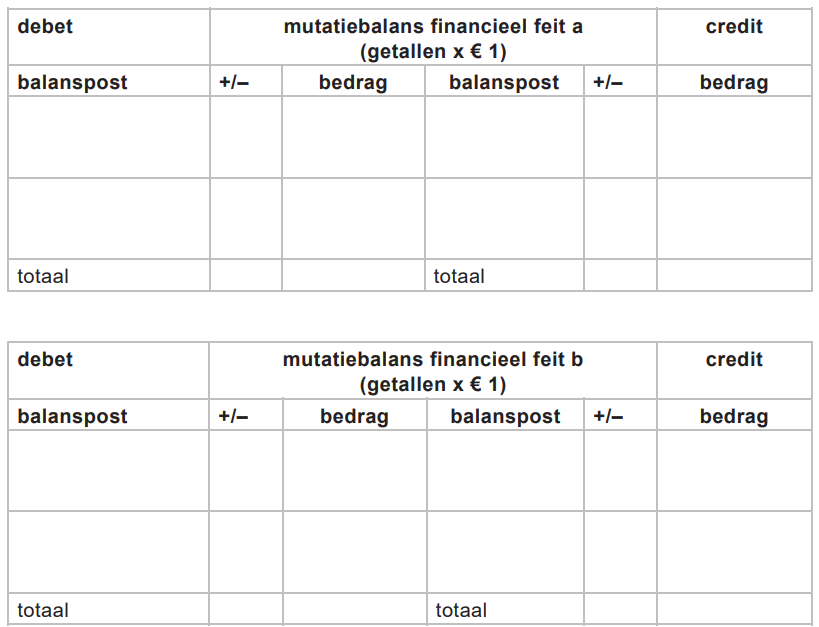 debet mutatiebalans financieel feit a credit
(getallen x € 1)
balanspost +/– bedrag balanspost +/– bedrag
totaal totaal
debet mutatiebalans financieel feit b credit
(getallen x € 1)
balanspost +/– bedrag balanspost +/– bedrag
totaal totaal